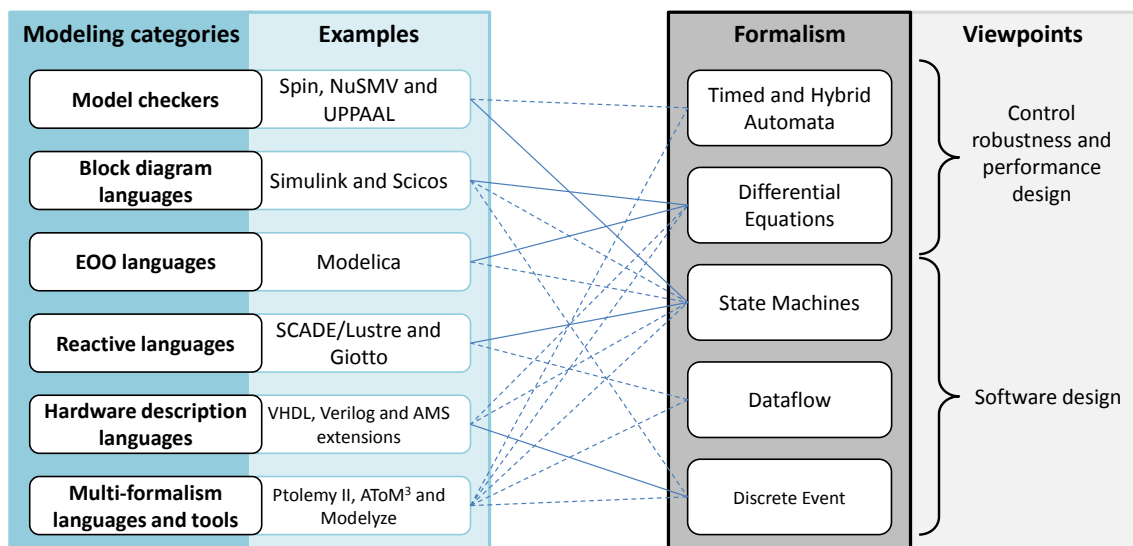 Modeling categories
Examples
Formalism
Viewpoints
Model checkers
Spin, NuSMV and
UPPAAL
Block diagram
languages
Simulink and Scicos
EOO languages
Modelica
Reactive languages
SCADE/Lustre and
Giotto
Hardware description
languages
VHDL, Verilog and AMS
extensions
Multi-formalism
languages and tools
Ptolemy II, AToM³ and
Modelyze
Timed and Hybrid
Automata
Differential
Equations
State Machines
Dataflow
Discrete Event
Control
robustness and
performance
design
Software design